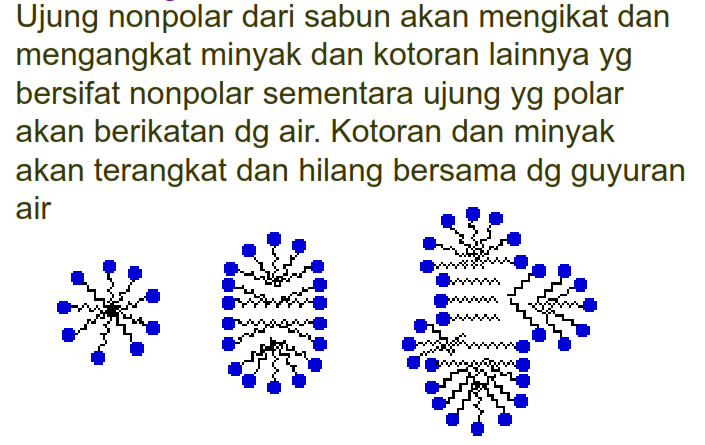 Ujung nonpolar dari sabun akan mengikat dan
mengangkat minyak dan kotoran lainnya yg
bersifat nonpolar sementara ujung yg polar
akan berikatan dg air. Kotoran dan minyak
akan terangkat dan hilang bersama dg guyuran
air